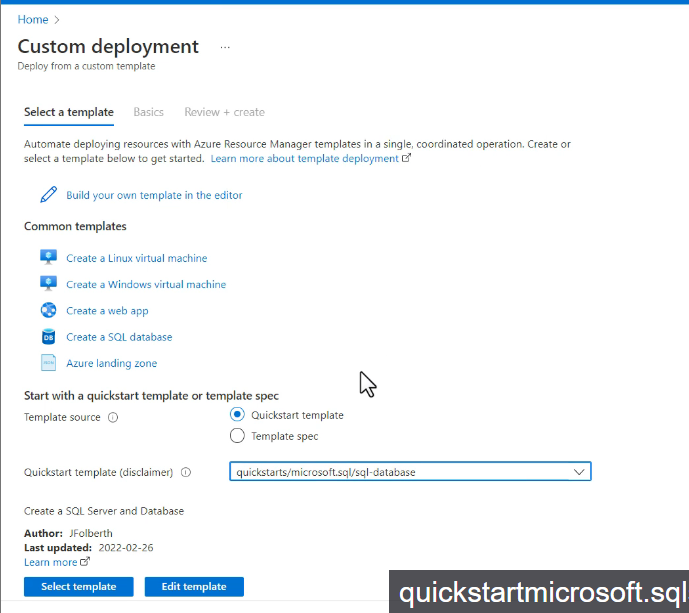 Home >
Custom deployment ...
Deploy from a custom template
Select a template Basics Review + create
Automate deploying resources with Azure Resource Manager templates in a single, coordinated operation. Create or
select a template below to get started. Learn more about template deployment
Build your own template in the editor
Common templates
Create a Linux virtual machine
Create a Windows virtual machine
Create a web app
DB Create a SQL database
Azure landing zone
Start with a quickstart template or template spec
Template source Quickstart template
Template spec
Quickstart template (disclaimer) quickstarts/microsoft.sql/sql-database
Create a SQL Server and Database
Author: JFolberth
Last updated: 2022-02-26
Learn more
Select template Edit template
quickstartmicrosoft.sql